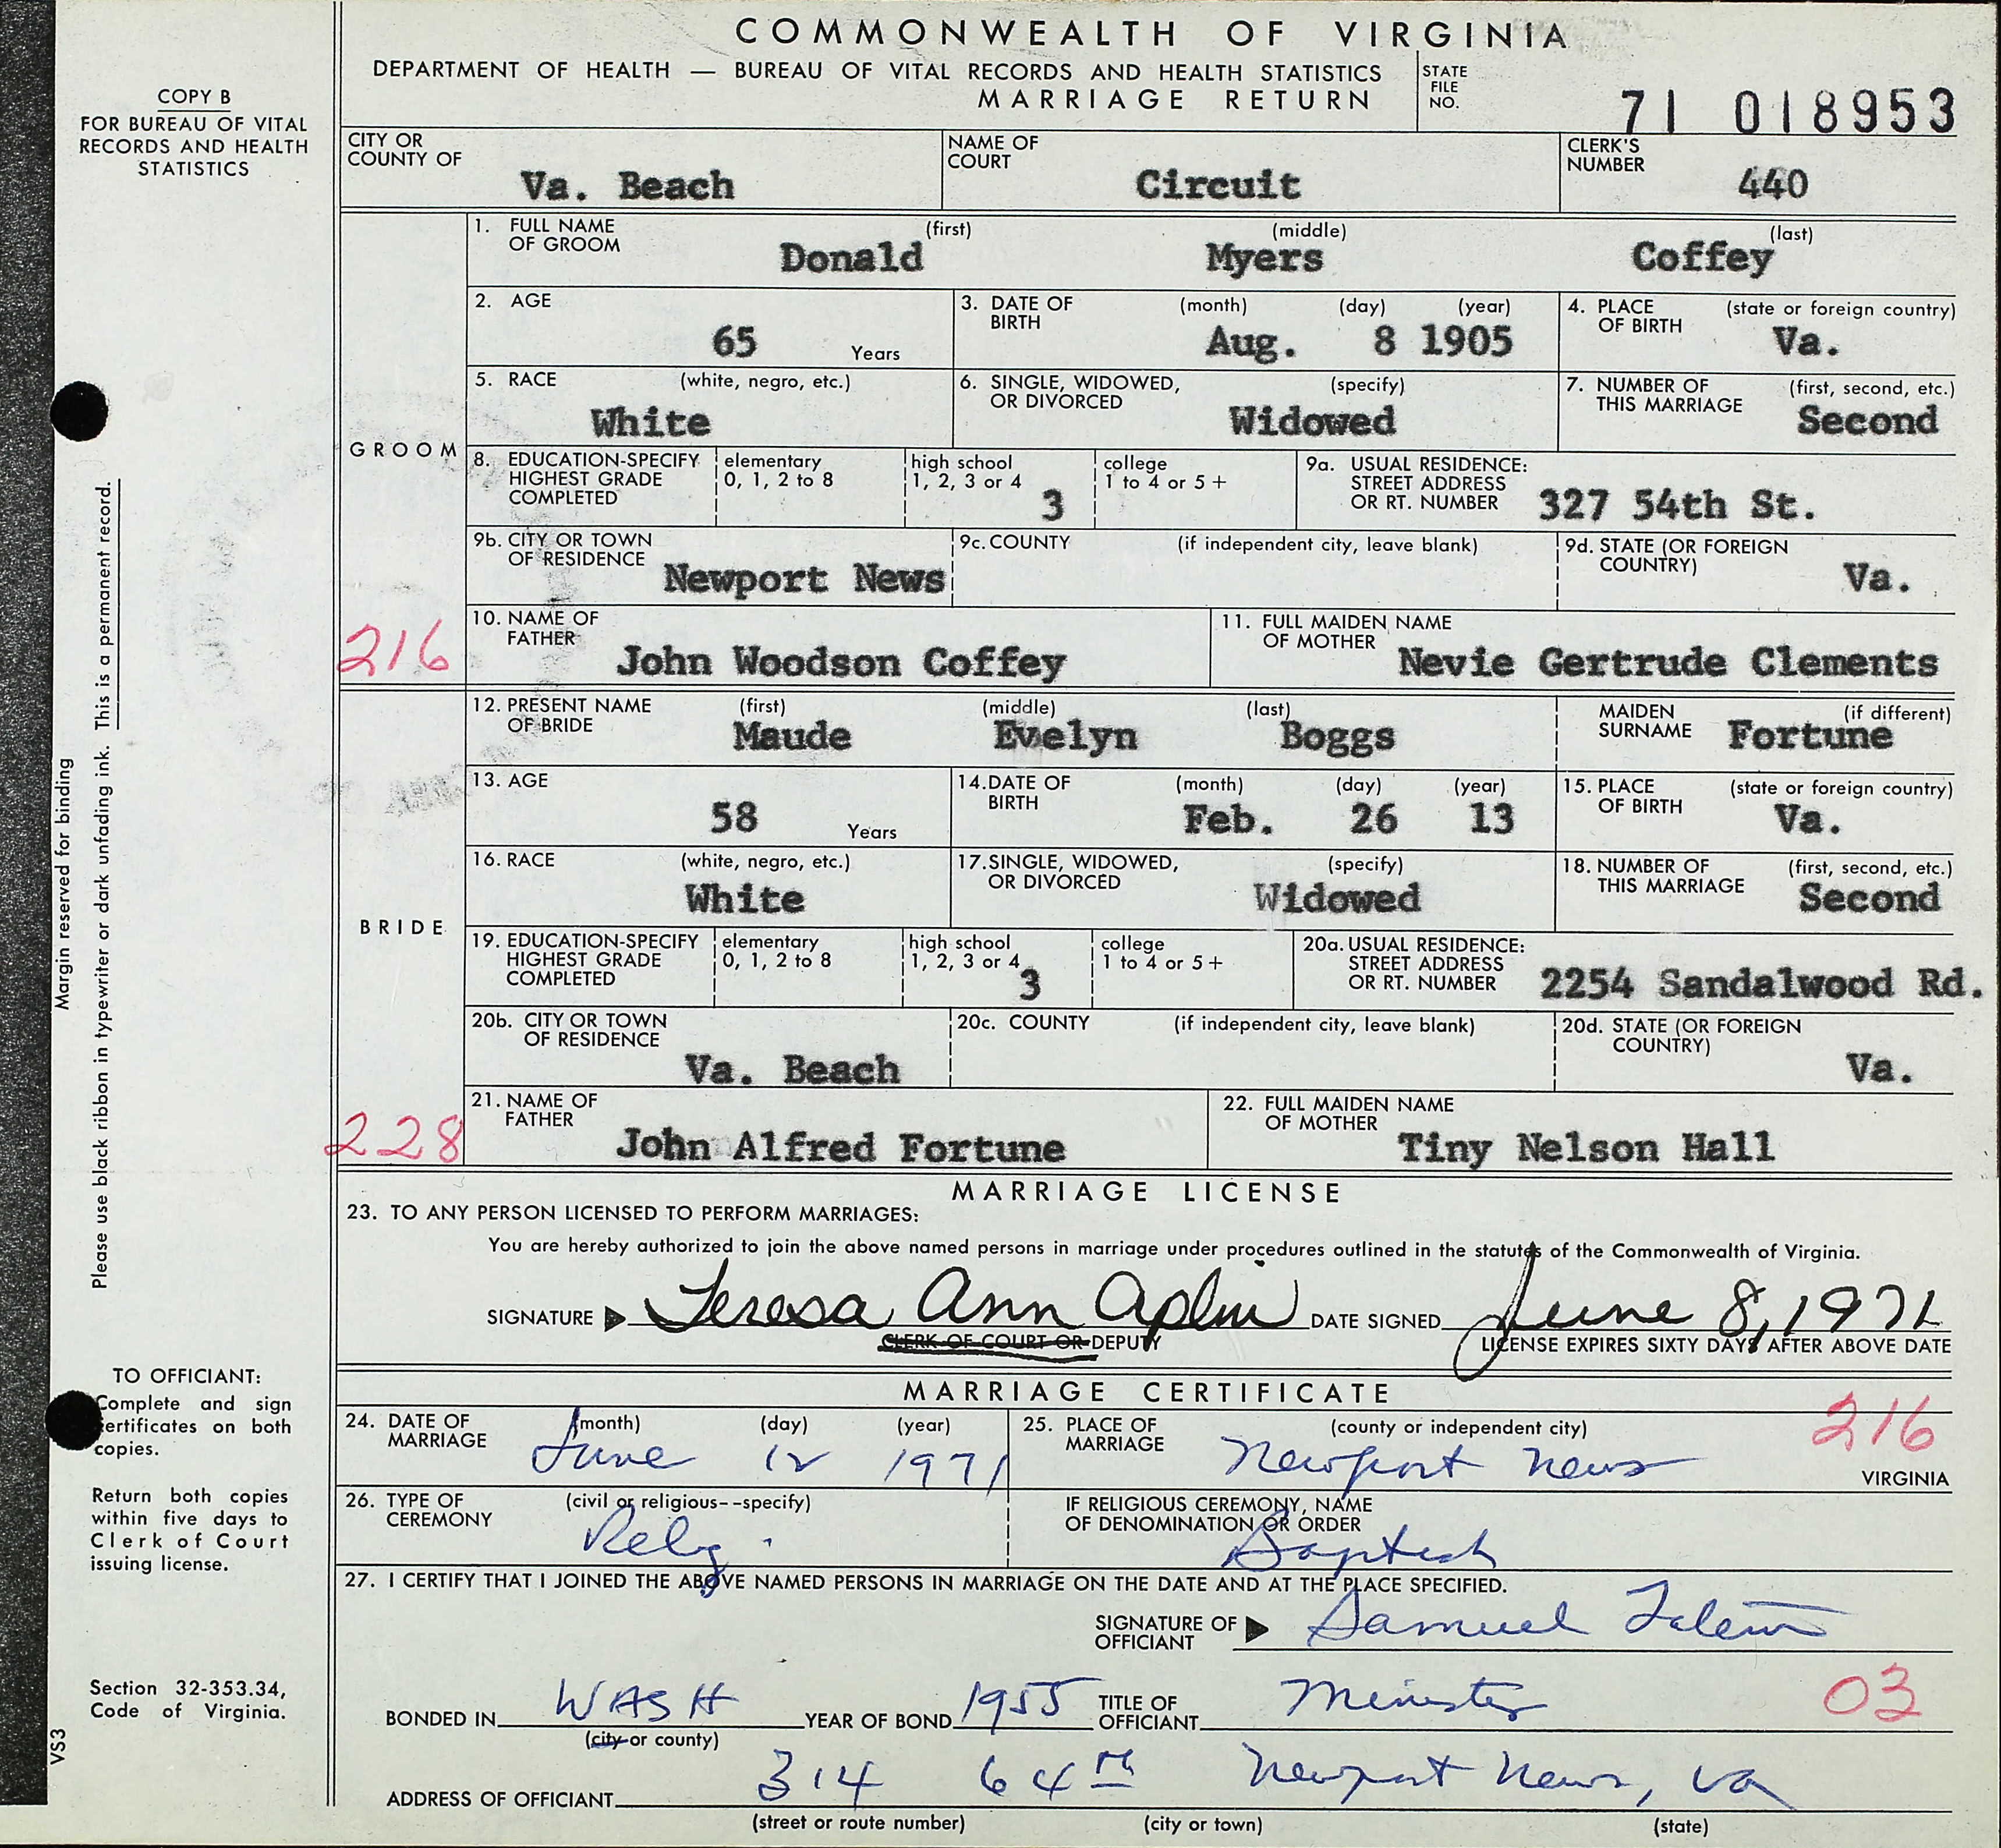 COMMONWEALTH OF VIRGINIA
DEPARTMENT OF HEALTH — BUREAU OF VITAL RECORDS AND HEALTH STATISTICS
MARRIAGE RETURN
STATE FILE NO. 71 018953
COPY B
FOR BUREAU OF VITAL
RECORDS AND HEALTH
STATISTICS
CITY OR COUNTY OF Va. Beach NAME OF COURT Circuit CLERK'S NUMBER 440
GROOM
1. FULL NAME OF GROOM (first) Donald (middle) Myers (last) Coffey
2. AGE 65 Years 3. DATE OF BIRTH (month) (day) (year) Aug. 8 1905 4. PLACE OF BIRTH (state or foreign country) Va.
5. RACE (white, negro, etc.) White 6. SINGLE, WIDOWED, OR DIVORCED (specify) Widowed 7. NUMBER OF THIS MARRIAGE (first, second, etc.) Second
8. EDUCATION-SPECIFY HIGHEST GRADE COMPLETED elementary 0, 1, 2 to 8 high school 1, 2, 3 or 4 3 college 1 to 4 or 5+ 9a. USUAL RESIDENCE: STREET ADDRESS OR RT. NUMBER 327 54th St.
9b. CITY OR TOWN OF RESIDENCE Newport News 9c. COUNTY (if independent city, leave blank) 9d. STATE (OR FOREIGN COUNTRY) Va.
216
10. NAME OF FATHER John Woodson Coffey 11. FULL MAIDEN NAME OF MOTHER Nevie Gertrude Clements
BRIDE
12. PRESENT NAME OF BRIDE (first) Maude (middle) Evelyn (last) Boggs MAIDEN SURNAME (if different) Fortune
13. AGE 58 Years 14. DATE OF BIRTH (month) (day) (year) Feb. 26 13 15. PLACE OF BIRTH (state or foreign country) Va.
16. RACE (white, negro, etc.) White 17. SINGLE, WIDOWED, OR DIVORCED (specify) Widowed 18. NUMBER OF THIS MARRIAGE (first, second, etc.) Second
19. EDUCATION-SPECIFY HIGHEST GRADE COMPLETED elementary 0, 1, 2 to 8 high school 1, 2, 3 or 4 3 college 1 to 4 or 5+ 20a. USUAL RESIDENCE: STREET ADDRESS OR RT. NUMBER 2254 Sandalwood Rd.
20b. CITY OR TOWN OF RESIDENCE Va. Beach 20c. COUNTY (if independent city, leave blank) 20d. STATE (OR FOREIGN COUNTRY) Va.
228
21. NAME OF FATHER John Alfred Fortune 22. FULL MAIDEN NAME OF MOTHER Tiny Nelson Hall
MARRIAGE LICENSE
23. TO ANY PERSON LICENSED TO PERFORM MARRIAGES:
You are hereby authorized to join the above named persons in marriage under procedures outlined in the statutes of the Commonwealth of Virginia.
SIGNATURE Teresa Ann Aplin DATE SIGNED June 8, 1971
CLERK OF COURT OR DEPUTY LICENSE EXPIRES SIXTY DAYS AFTER ABOVE DATE
MARRIAGE CERTIFICATE
24. DATE OF MARRIAGE (month) (day) (year) June 12 1971 25. PLACE OF MARRIAGE (county or independent city) Newport News 216 VIRGINIA
26. TYPE OF CEREMONY (civil or religious--specify) Relig. IF RELIGIOUS CEREMONY, NAME OF DENOMINATION OR ORDER Baptist
27. I CERTIFY THAT I JOINED THE ABOVE NAMED PERSONS IN MARRIAGE ON THE DATE AND AT THE PLACE SPECIFIED.
SIGNATURE OF OFFICIANT Samuel
BONDED IN WASH (city or county) YEAR OF BOND 1955 TITLE OF OFFICIANT Minister 03
ADDRESS OF OFFICIANT 314 64th Newport News, Va
(street or route number) (city or town) (state)
Margin reserved for binding
Please use black ribbon in typewriter or dark unfading ink. This is a permanent record.
TO OFFICIANT:
Complete and sign
certificates on both
copies.
Return both copies
within five days to
Clerk of Court
issuing license.
Section 32-353.34,
Code of Virginia.
VS3